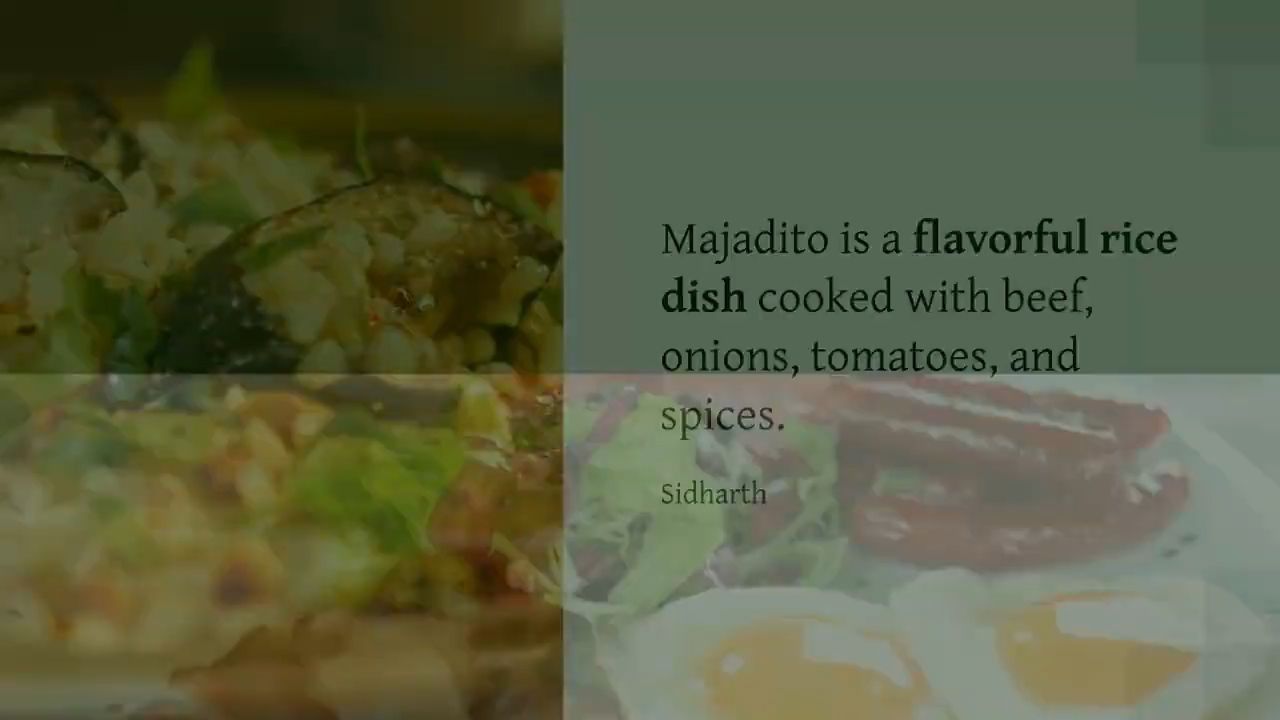 Majadito is a flavorful rice
dish cooked with beef,
onions, tomatoes, and
spices.
Sidharth